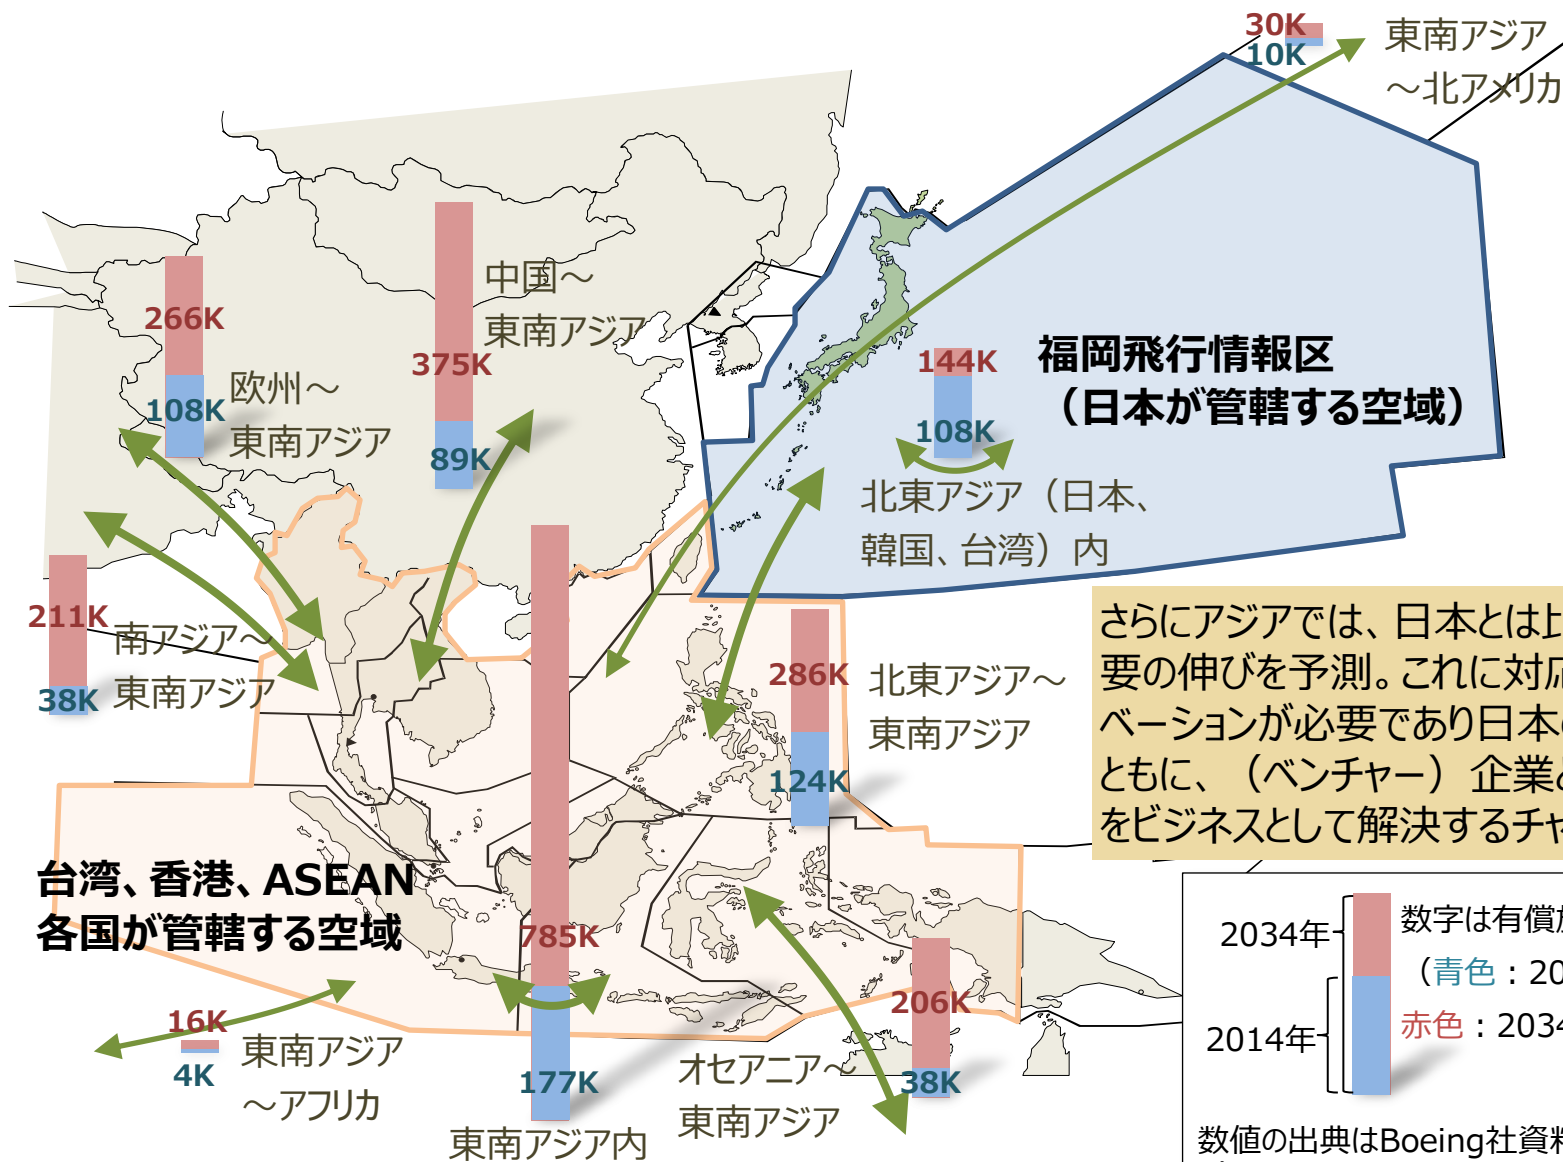 30K
10K
東南アジア
～北アメリカ
266K
108K
欧州～
東南アジア
中国～
東南アジア
375K
89K
144K
108K
福岡飛行情報区
（日本が管轄する空域）
北東アジア（日本、
韓国、台湾）内
211K
38K
南アジア～
東南アジア
286K
124K
北東アジア～
東南アジア
さらにアジアでは、日本とは
要の伸びを予測。これに対応
ベーションが必要であり日本の
ともに、（ベンチャー）企業と
をビジネスとして解決するチャ
台湾、香港、ASEAN
各国が管轄する空域
785K
177K
東南アジア内
16K
4K
東南アジア
～アフリカ
206K
38K
オセアニア～
東南アジア
2034年
2014年
数字は有償
（青色：20
赤色：2034
数値の出典はBoeing社資料